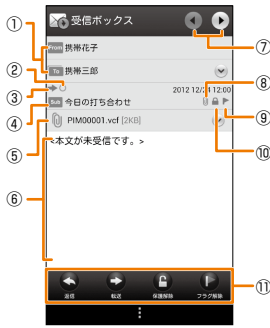 受信ボックス
① From 携帯花子
To 携帯三郎
②
③ 2012 12/24 12:00
④ Sub 今日の打ち合わせ
⑤ PIM00001.vcf [2KB]
⑥ <本文が未受信です。>
⑦
⑧
⑨
⑩
返信 転送 保護解除 フラグ解除
⑪